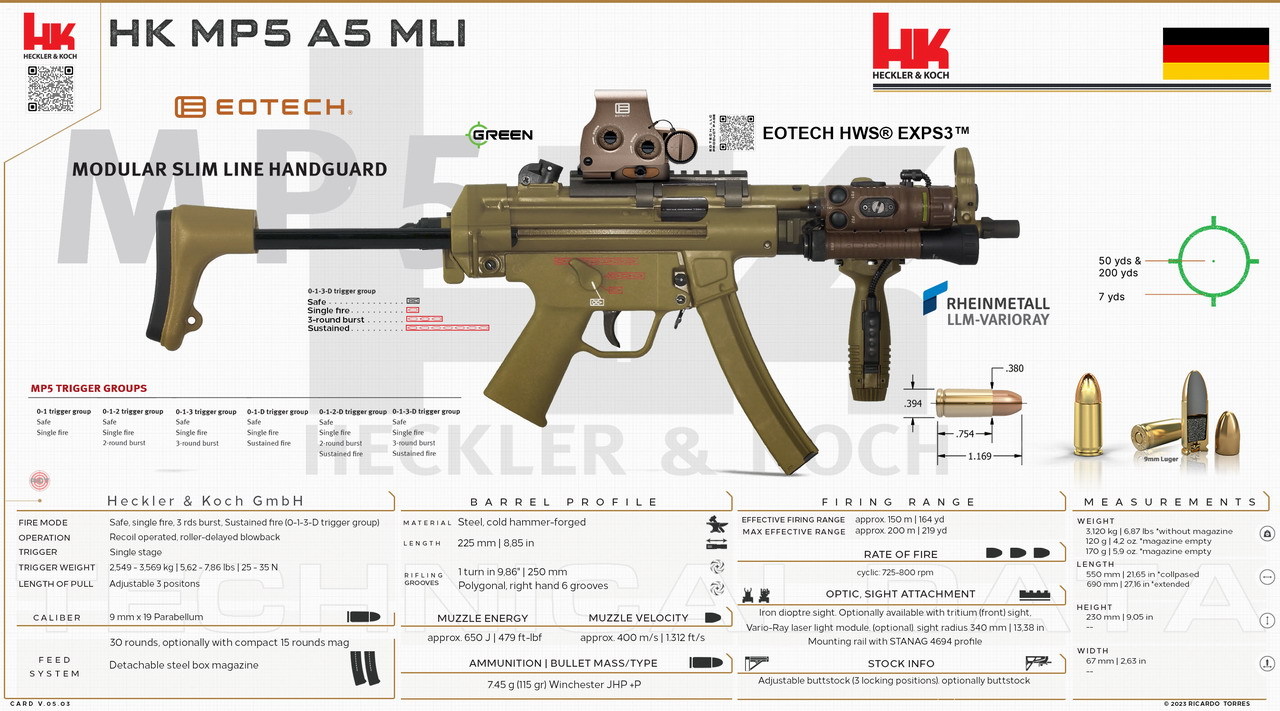 HK MP5 A5 MLI
HK
HECKLER & KOCH
HK
HECKLER & KOCH
EOTECH®
GREEN
EOTECH HWS® EXPS3™
MODULAR SLIM LINE HANDGUARD
MP5
EOTECH
50 yds &
200 yds
7 yds
RHEINMETALL
LLM-VARIORAY
0-1-3-D trigger group
Safe
Single fire
3-round burst
Sustained
MP5 TRIGGER GROUPS
0-1 trigger group
Safe
Single fire
0-1-2 trigger group
Safe
Single fire
2-round burst
0-1-3 trigger group
Safe
Single fire
3-round burst
0-1-D trigger group
Safe
Single fire
Sustained fire
0-1-2-D trigger group
Safe
Single fire
2-round burst
Sustained fire
0-1-3-D trigger group
Safe
Single fire
3-round burst
Sustained fire
HECKLER & KOCH
.380
.394
.754
1.169
9mm Luger
Heckler & Koch GmbH
FIRE MODE Safe, single fire, 3 rds burst, Sustained fire (0-1-3-D trigger group)
OPERATION Recoil operated, roller-delayed blowback
TRIGGER Single stage
TRIGGER WEIGHT 2,549 - 3.569 kg | 5,62 - 7,86 lbs | 25 - 35 N
LENGTH OF PULL Adjustable 3 positons
CALIBER 9 mm x 19 Parabellum
FEED SYSTEM
30 rounds, optionally with compact 15 rounds mag
Detachable steel box magazine
BARREL PROFILE
MATERIAL Steel, cold hammer-forged
LENGTH 225 mm | 8,85 in
RIFLING GROOVES
1 turn in 9,86" | 250 mm
Polygonal, right hand 6 grooves
MUZZLE ENERGY
approx. 650 J | 479 ft-lbf
MUZZLE VELOCITY
approx. 400 m/s | 1.312 ft/s
AMMUNITION | BULLET MASS/TYPE
7.45 g (115 gr) Winchester JHP +P
FIRING RANGE
EFFECTIVE FIRING RANGE approx. 150 m | 164 yd
MAX EFFECTIVE RANGE approx. 200 m | 219 yd
RATE OF FIRE
cyclic: 725-800 rpm
OPTIC, SIGHT ATTACHMENT
Iron dioptre sight. Optionally available with tritium (front) sight,
Vario-Ray laser light module. (optional). sight radius 340 mm | 13,38 in
Mounting rail with STANAG 4694 profile
STOCK INFO
Adjustable buttstock (3 locking positions). optionally buttstock
MEASUREMENTS
WEIGHT
3,120 kg | 6,87 lbs *without magazine
120 g | 4,2 oz. *magazine empty
170 g | 5,9 oz. *magazine empty
LENGTH
550 mm | 21,65 in *collpased
690 mm | 27,16 in *extended
HEIGHT
230 mm | 9,05 in
--
WIDTH
67 mm | 2,63 in
--
TECHNICAL DATA
CARD V.05.03
© 2023 RICARDO TORRES